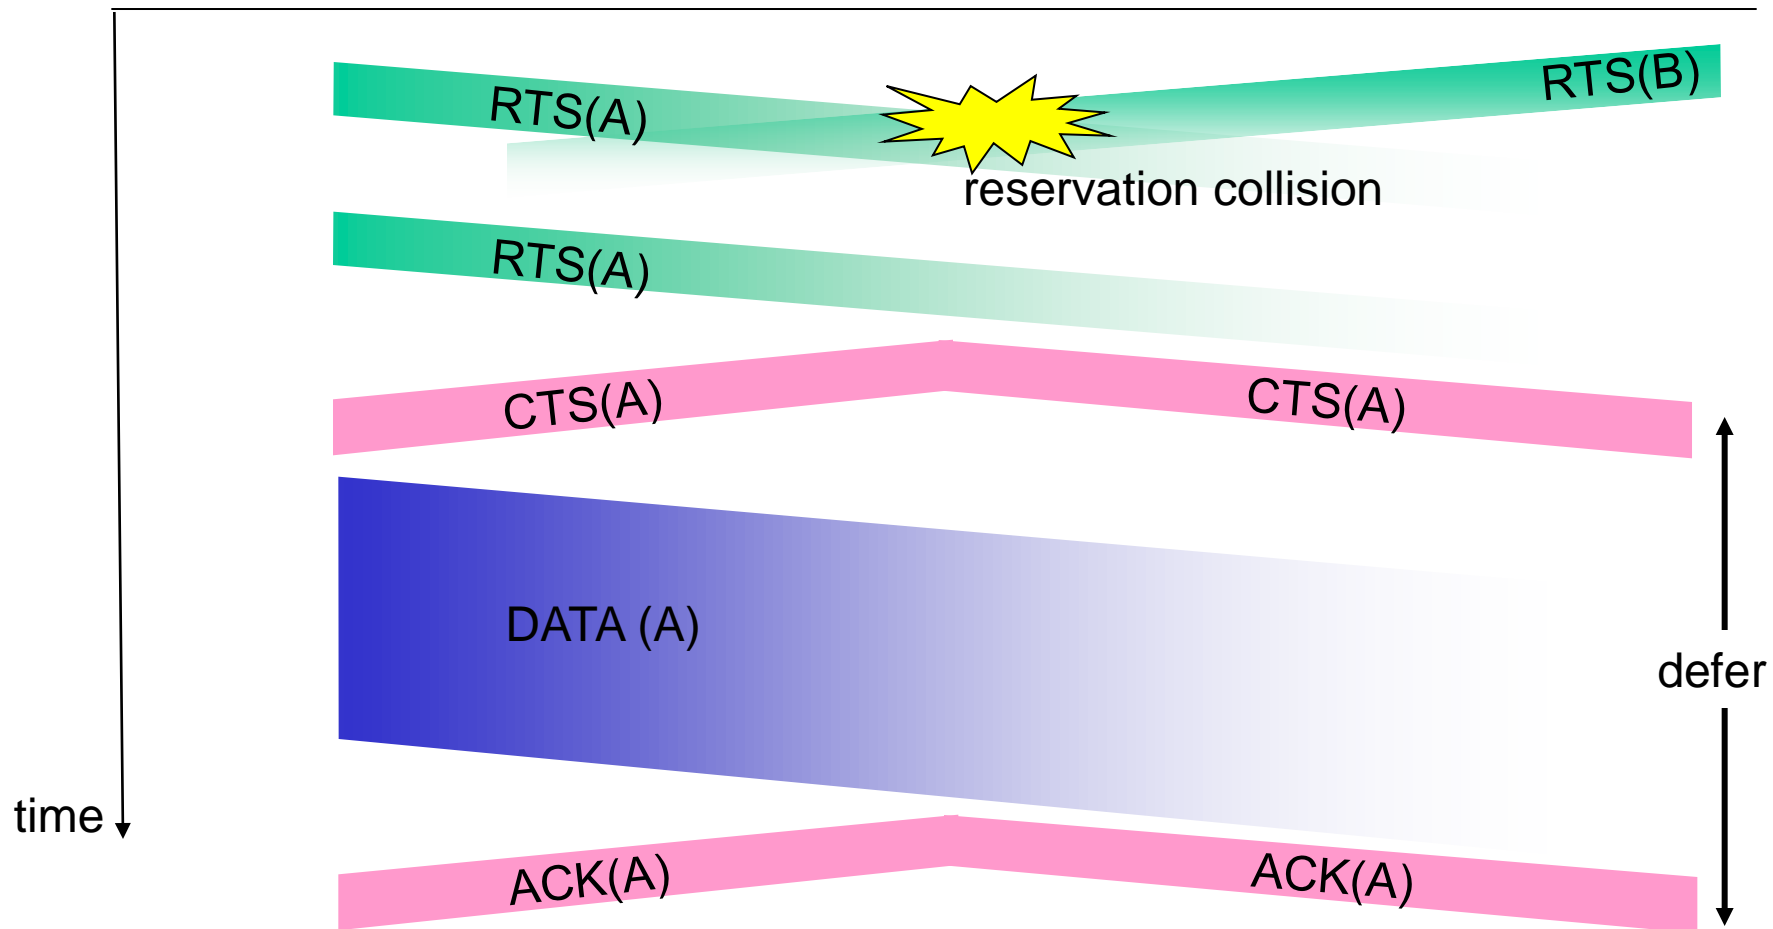 RTS(A)
RTS(B)
reservation collision
RTS(A)
CTS(A)
CTS(A)
DATA (A)
defer
time
ACK(A)
ACK(A)